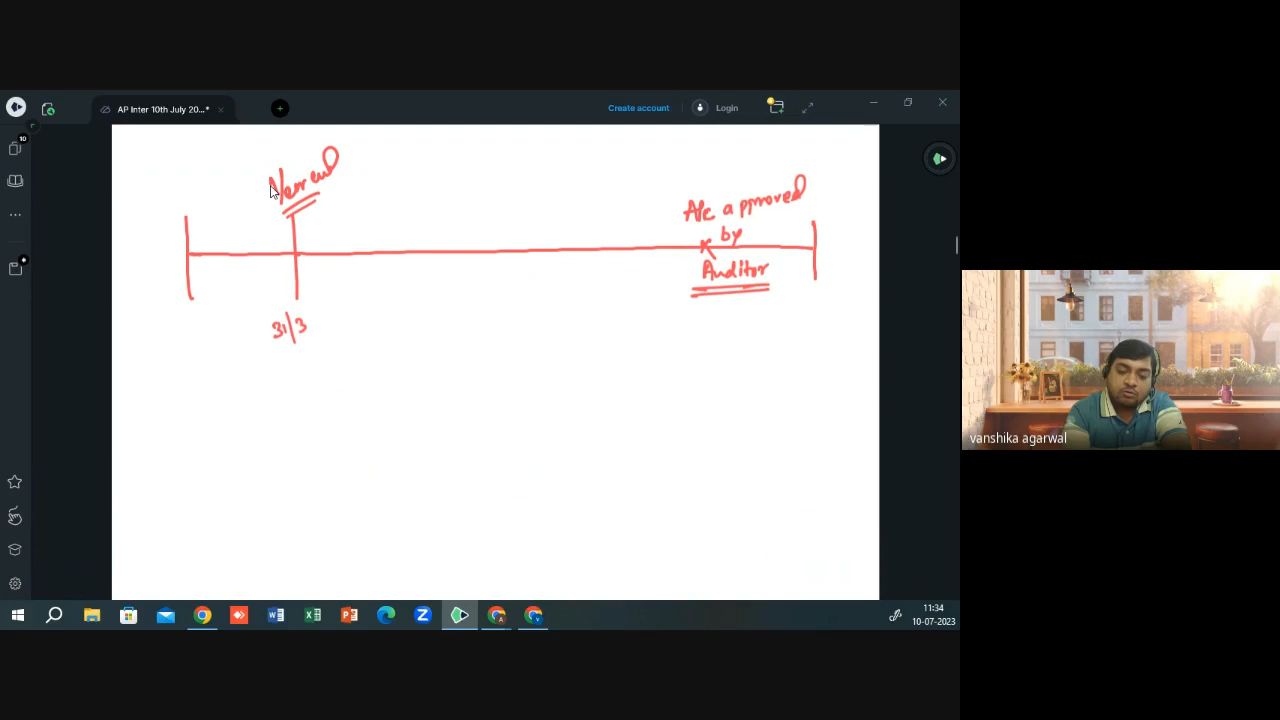 AP Inter 10th July 20...*
Create account
Login
10
Year end
A/c approved
by
Auditor
31/3
vanshika agarwal
11:34
10-07-2023